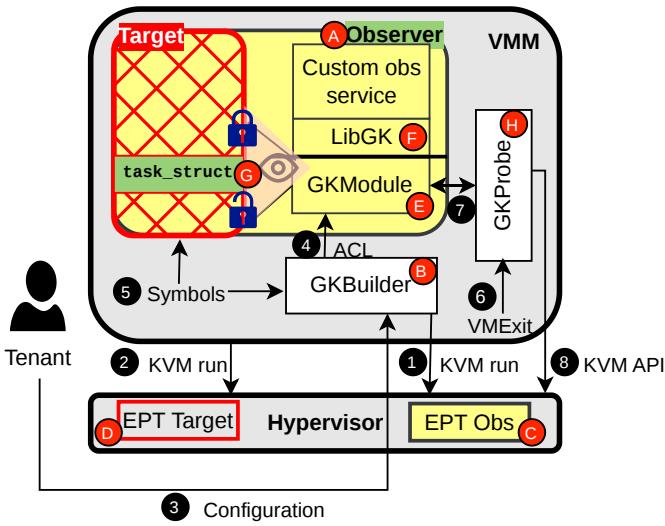 Target
A
Observer
VMM
Custom obs
service
LibGK
F
H
GKProbe
task_struct
G
GKModule
E
7
4
ACL
B
GKBuilder
5
Symbols
6
VMExit
Tenant
2
KVM run
1
KVM run
8
KVM API
D
EPT Target
Hypervisor
EPT Obs
C
3
Configuration